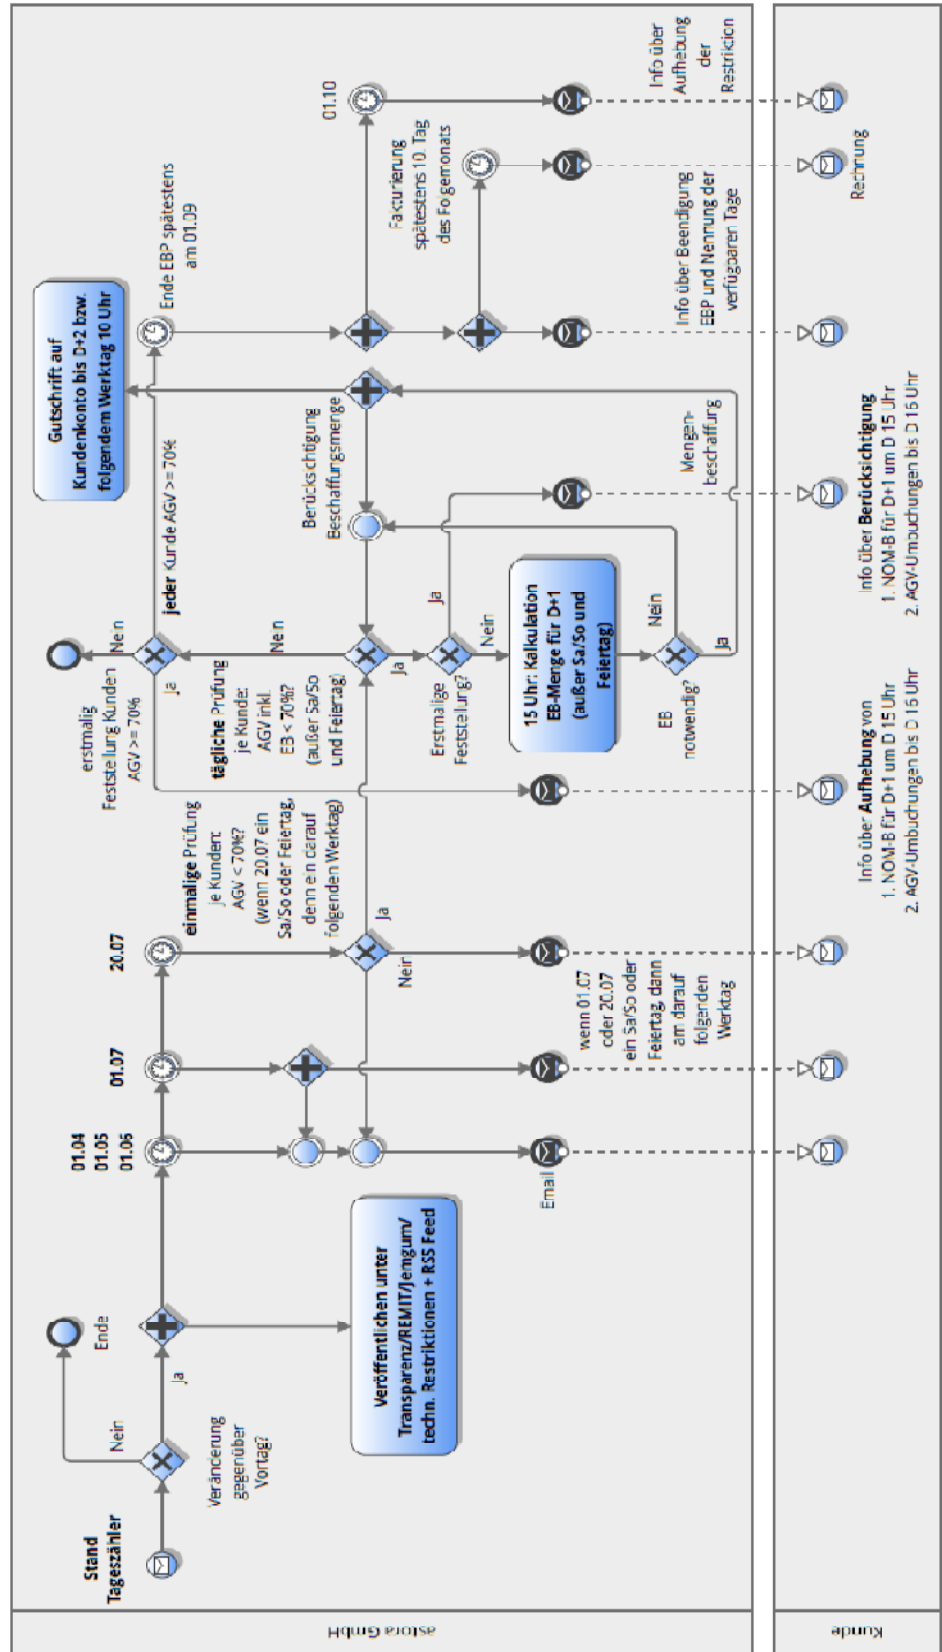 astora GmbH
Stand
Tageszähler
Veränderung
gegenüber
Vortag?
Nein
Ende
Ja
Veröffentlichen unter
Transparenz/REMIT/Jemgum/
techn. Restriktionen + RSS Feed
01.04
01.05
01.06
01.07
20.07
Email
einmalige Prüfung
je Kunden:
AGV < 70%?
(wenn 20.07 ein
Sa/So oder Feiertag,
denn ein darauf
folgenden Werktag)
Ja
Nein
wenn 01.07
oder 20.07
ein Sa/So oder
Feiertag, dann
am darauf
folgenden
Werktag
erstmalig
Feststellung Kunden
AGV >= 70%
Nein
Ja
jeder Kunde AGV >= 70%
tägliche Prüfung
je Kunde:
AGV inkl.
EB < 70%?
(außer Sa/So
und Feiertag)
Nein
Ja
Erstmalige
Feststellung?
Ja
Nein
15 Uhr: Kalkulation
EB-Menge für D+1
(außer Sa/So und
Feiertag)
EB
notwendig?
Nein
Ja
Berücksichtigung
Beschaffungsmenge
Mengen-
beschaffung
Gutschrift auf
Kundenkonto bis D+2 bzw.
folgendem Werktag 10 Uhr
Ende EBP spätestens
am 01.09
01.10
Fakturierung
spätestens 10. Tag
des Folgemonats
Info über Beendigung
EBP und Nennung der
verfügbaren Tage
Info über
Aufhebung
der
Restriktion
Kunde
Info über Aufhebung von
1. NOM-B für D+1 um D 15 Uhr
2. AGV-Umbuchungen bis D 16 Uhr
Info über Berücksichtigung
1. NOM-B für D+1 um D 15 Uhr
2. AGV-Umbuchungen bis D 16 Uhr
Rechnung